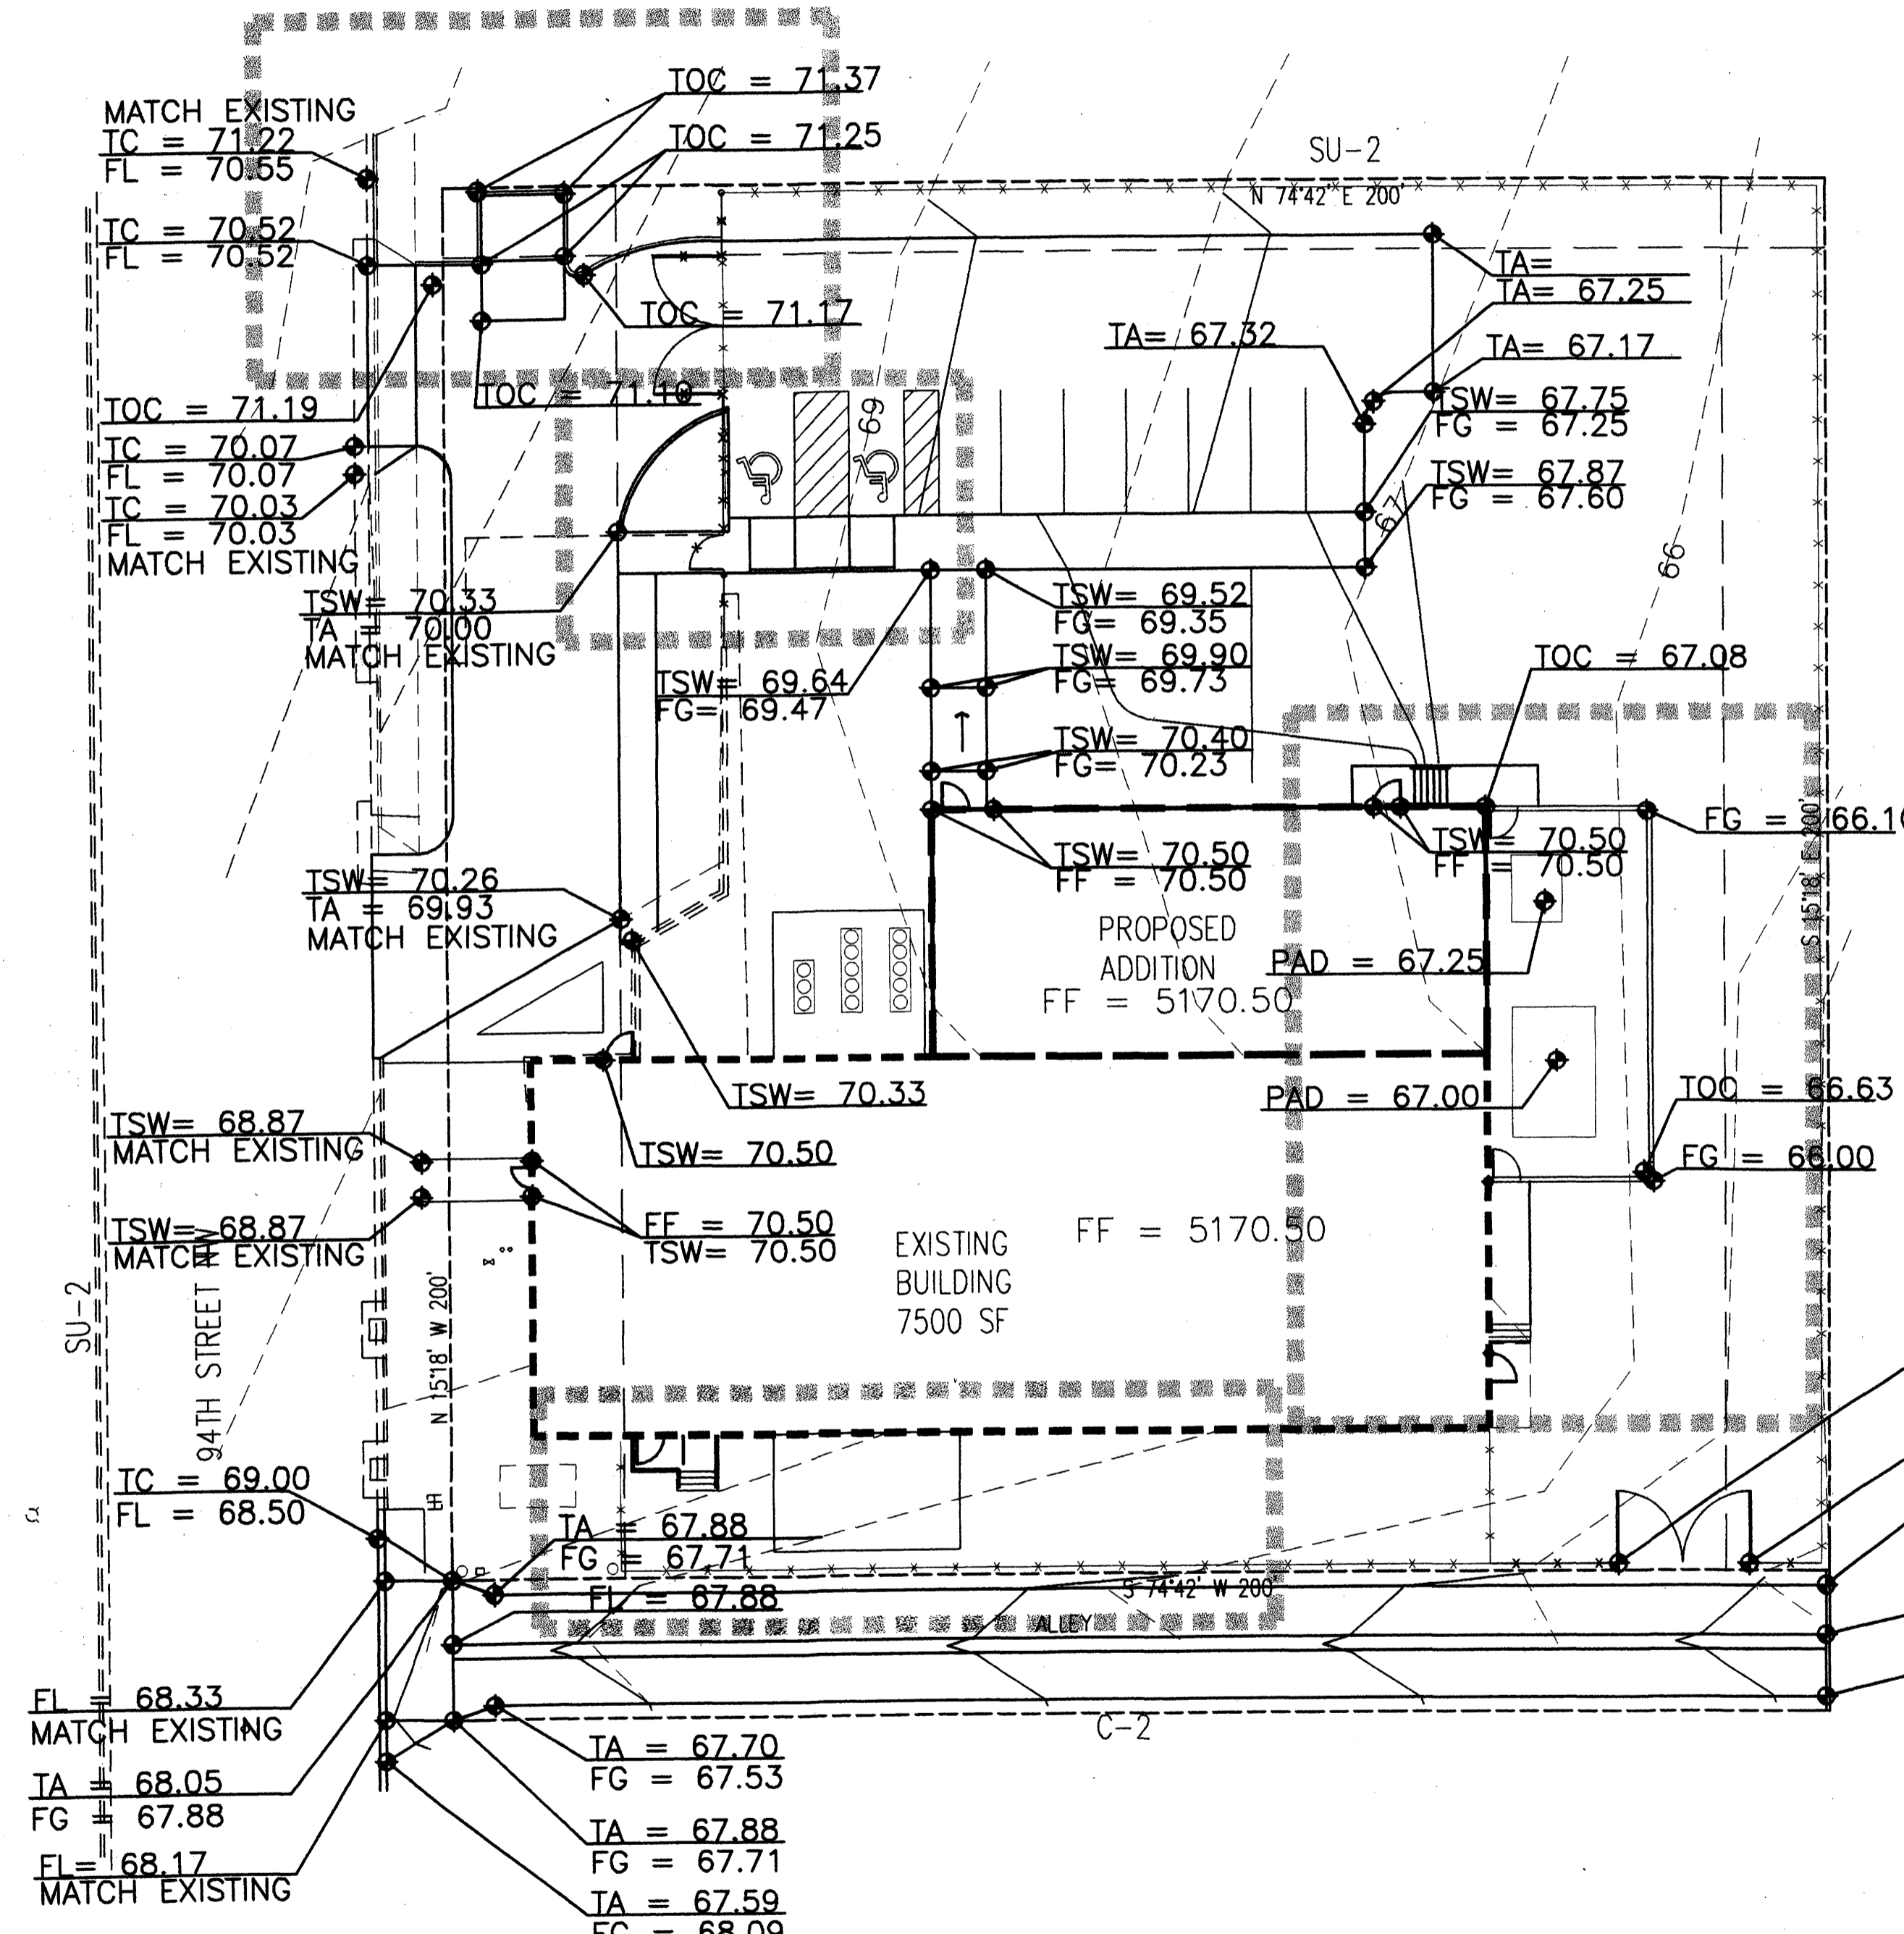 MATCH EXISTING
TC = 71.22
FL = 70.55
TOC = 71.37
TOC = 71.25
SU-2
N 74°42' E 200'
TC = 70.52
FL = 70.52
TA=
TA= 67.25
TOC = 71.17
TA= 67.32
TA= 67.17
TOC = 71.10
TSW= 67.75
FG = 67.25
TOC = 71.19
69
TC = 70.07
FL = 70.07
TSW= 67.87
FG = 67.60
67
TC = 70.03
FL = 70.03
MATCH EXISTING
66
TSW= 70.33
TA = 70.00
MATCH EXISTING
TSW= 69.52
FG= 69.35
TSW= 69.90
FG= 69.73
TOC = 67.08
TSW= 69.64
FG= 69.47
TSW= 70.40
FG= 70.23
FG =
TSW= 70.50
FF = 70.50
TSW= 70.50
FF = 70.50
S 15°18' E 200'
TSW= 70.26
TA = 69.93
MATCH EXISTING
PROPOSED
ADDITION
FF = 5170.50
PAD = 67.25
TSW= 70.33
PAD = 67.00
TOC = 66.63
TSW= 68.87
MATCH EXISTING
TSW= 70.50
FG = 66.00
TSW= 68.87
MATCH EXISTING
FF = 70.50
TSW= 70.50
EXISTING
BUILDING
7500 SF
FF = 5170.50
SU-2
94TH STREET NW
N 15°18' W 200'
TC = 69.00
FL = 68.50
TA = 67.88
FG = 67.71
FL = 67.88
S 74°42' W 200'
ALLEY
FL = 68.33
MATCH EXISTING
C-2
TA = 67.70
FG = 67.53
TA = 68.05
FG = 67.88
TA = 67.88
FG = 67.71
FL= 68.17
MATCH EXISTING
TA = 67.59
FG = 68.09